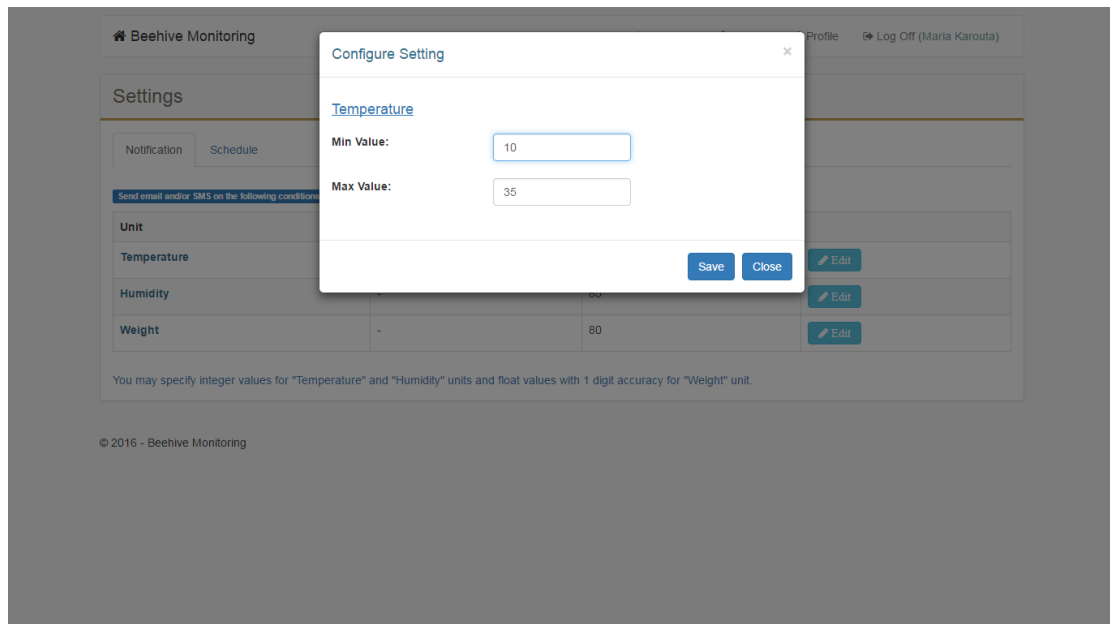 Beehive Monitoring
Profile
Log Off (Maria Karouta)
Configure Setting
×
Settings
Temperature
Min Value:
10
Notification
Schedule
Max Value:
35
Send email and/or SMS on the following conditions
Unit
Temperature
Edit
Save
Close
Humidity
-
85
Edit
Weight
-
80
Edit
You may specify integer values for "Temperature" and "Humidity" units and float values with 1 digit accuracy for "Weight" unit.
© 2016 - Beehive Monitoring